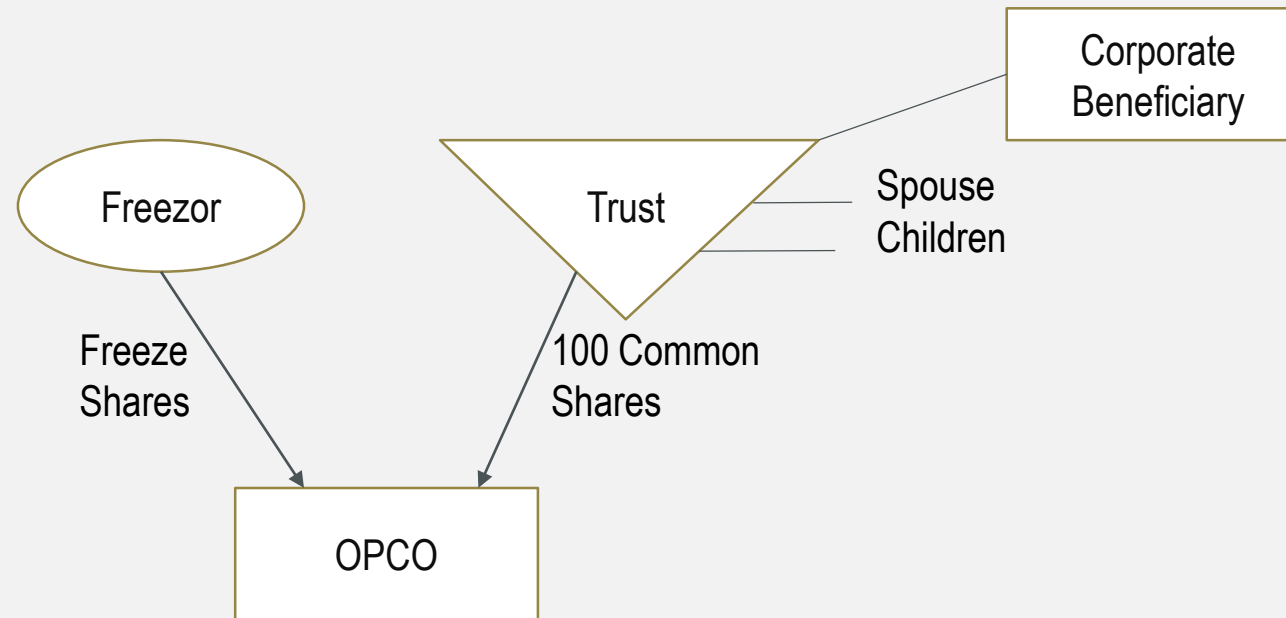 Corporate
Beneficiary
Freezor
Trust
Spouse
Children
Freeze
Shares
100 Common
Shares
OPCO